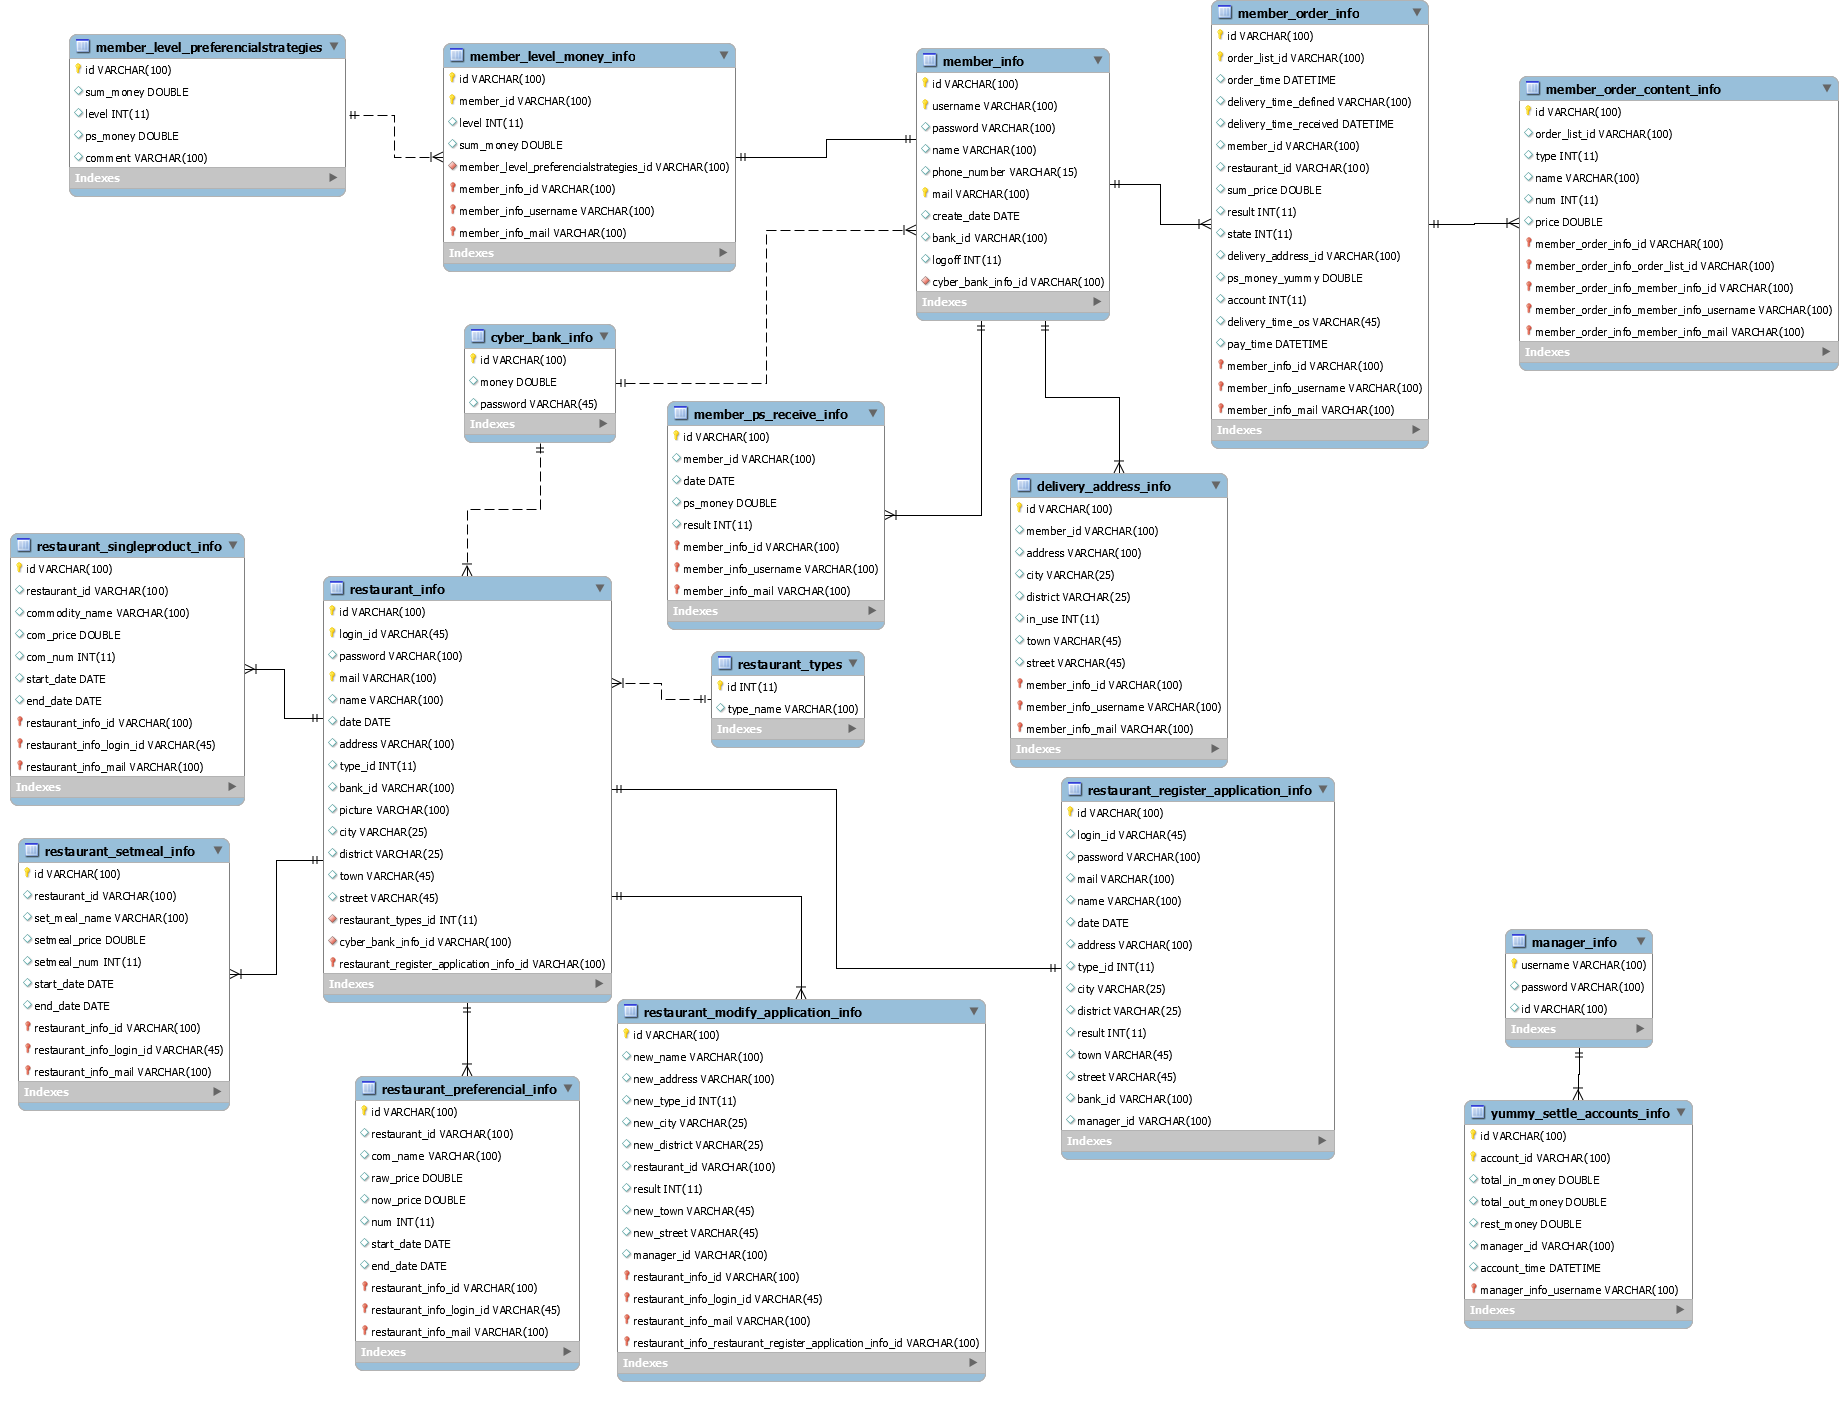 member_level_preferencialstrategies
id VARCHAR(100)
sum_money DOUBLE
level INT(11)
ps_money DOUBLE
comment VARCHAR(100)
Indexes
member_level_money_info
id VARCHAR(100)
member_id VARCHAR(100)
level INT(11)
sum_money DOUBLE
member_level_preferencialstrategies_id VARCHAR(100)
member_info_id VARCHAR(100)
member_info_username VARCHAR(100)
member_info_mail VARCHAR(100)
Indexes
member_info
id VARCHAR(100)
username VARCHAR(100)
password VARCHAR(100)
name VARCHAR(100)
phone_number VARCHAR(15)
mail VARCHAR(100)
create_date DATE
bank_id VARCHAR(100)
logoff INT(11)
cyber_bank_info_id VARCHAR(100)
Indexes
member_order_info
id VARCHAR(100)
order_list_id VARCHAR(100)
order_time DATETIME
delivery_time_defined VARCHAR(100)
delivery_time_received DATETIME
member_id VARCHAR(100)
restaurant_id VARCHAR(100)
sum_price DOUBLE
result INT(11)
state INT(11)
delivery_address_id VARCHAR(100)
ps_money_yummy DOUBLE
account INT(11)
delivery_time_os VARCHAR(45)
pay_time DATETIME
member_info_id VARCHAR(100)
member_info_username VARCHAR(100)
member_info_mail VARCHAR(100)
Indexes
member_order_content_info
id VARCHAR(100)
order_list_id VARCHAR(100)
type INT(11)
name VARCHAR(100)
num INT(11)
price DOUBLE
member_order_info_id VARCHAR(100)
member_order_info_order_list_id VARCHAR(100)
member_order_info_member_info_id VARCHAR(100)
member_order_info_member_info_username VARCHAR(100)
member_order_info_member_info_mail VARCHAR(100)
Indexes
cyber_bank_info
id VARCHAR(100)
money DOUBLE
password VARCHAR(45)
Indexes
member_ps_receive_info
id VARCHAR(100)
member_id VARCHAR(100)
date DATE
ps_money DOUBLE
result INT(11)
member_info_id VARCHAR(100)
member_info_username VARCHAR(100)
member_info_mail VARCHAR(100)
Indexes
delivery_address_info
id VARCHAR(100)
member_id VARCHAR(100)
address VARCHAR(100)
city VARCHAR(25)
district VARCHAR(25)
in_use INT(11)
town VARCHAR(45)
street VARCHAR(45)
member_info_id VARCHAR(100)
member_info_username VARCHAR(100)
member_info_mail VARCHAR(100)
Indexes
restaurant_singleproduct_info
id VARCHAR(100)
restaurant_id VARCHAR(100)
commodity_name VARCHAR(100)
com_price DOUBLE
com_num INT(11)
start_date DATE
end_date DATE
restaurant_info_id VARCHAR(100)
restaurant_info_login_id VARCHAR(45)
restaurant_info_mail VARCHAR(100)
Indexes
restaurant_info
id VARCHAR(100)
login_id VARCHAR(45)
password VARCHAR(100)
mail VARCHAR(100)
name VARCHAR(100)
date DATE
address VARCHAR(100)
type_id INT(11)
bank_id VARCHAR(100)
picture VARCHAR(100)
city VARCHAR(25)
district VARCHAR(25)
town VARCHAR(45)
street VARCHAR(45)
restaurant_types_id INT(11)
cyber_bank_info_id VARCHAR(100)
restaurant_register_application_info_id VARCHAR(100)
Indexes
restaurant_types
id INT(11)
type_name VARCHAR(100)
Indexes
restaurant_setmeal_info
id VARCHAR(100)
restaurant_id VARCHAR(100)
set_meal_name VARCHAR(100)
setmeal_price DOUBLE
setmeal_num INT(11)
start_date DATE
end_date DATE
restaurant_info_id VARCHAR(100)
restaurant_info_login_id VARCHAR(45)
restaurant_info_mail VARCHAR(100)
Indexes
restaurant_register_application_info
id VARCHAR(100)
login_id VARCHAR(45)
password VARCHAR(100)
mail VARCHAR(100)
name VARCHAR(100)
date DATE
address VARCHAR(100)
type_id INT(11)
city VARCHAR(25)
district VARCHAR(25)
result INT(11)
town VARCHAR(45)
street VARCHAR(45)
bank_id VARCHAR(100)
manager_id VARCHAR(100)
Indexes
manager_info
username VARCHAR(100)
password VARCHAR(100)
id VARCHAR(100)
Indexes
restaurant_preferencial_info
id VARCHAR(100)
restaurant_id VARCHAR(100)
com_name VARCHAR(100)
raw_price DOUBLE
now_price DOUBLE
num INT(11)
start_date DATE
end_date DATE
restaurant_info_id VARCHAR(100)
restaurant_info_login_id VARCHAR(45)
restaurant_info_mail VARCHAR(100)
Indexes
restaurant_modify_application_info
id VARCHAR(100)
new_name VARCHAR(100)
new_address VARCHAR(100)
new_type_id INT(11)
new_city VARCHAR(25)
new_district VARCHAR(25)
restaurant_id VARCHAR(100)
result INT(11)
new_town VARCHAR(45)
new_street VARCHAR(45)
manager_id VARCHAR(100)
restaurant_info_id VARCHAR(100)
restaurant_info_login_id VARCHAR(45)
restaurant_info_mail VARCHAR(100)
restaurant_info_restaurant_register_application_info_id VARCHAR(100)
Indexes
yummy_settle_accounts_info
id VARCHAR(100)
account_id VARCHAR(100)
total_in_money DOUBLE
total_out_money DOUBLE
rest_money DOUBLE
manager_id VARCHAR(100)
account_time DATETIME
manager_info_username VARCHAR(100)
Indexes